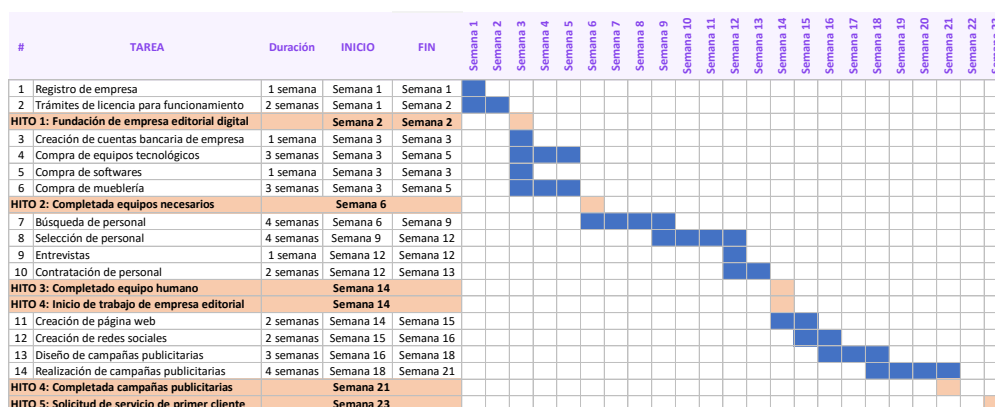 # TAREA Duración INICIO FIN Semana 1 Semana 2 Semana 3 Semana 4 Semana 5 Semana 6 Semana 7 Semana 8 Semana 9 Semana 10 Semana 11 Semana 12 Semana 13 Semana 14 Semana 15 Semana 16 Semana 17 Semana 18 Semana 19 Semana 20 Semana 21 Semana 22
1 Registro de empresa 1 semana Semana 1 Semana 1
2 Trámites de licencia para funcionamiento 2 semanas Semana 1 Semana 2
HITO 1: Fundación de empresa editorial digital Semana 2 Semana 2
3 Creación de cuentas bancaria de empresa 1 semana Semana 3 Semana 3
4 Compra de equipos tecnológicos 3 semanas Semana 3 Semana 5
5 Compra de softwares 1 semana Semana 3 Semana 3
6 Compra de mueblería 3 semanas Semana 3 Semana 5
HITO 2: Completada equipos necesarios Semana 6
7 Búsqueda de personal 4 semanas Semana 6 Semana 9
8 Selección de personal 4 semanas Semana 9 Semana 12
9 Entrevistas 1 semana Semana 12 Semana 12
10 Contratación de personal 2 semanas Semana 12 Semana 13
HITO 3: Completado equipo humano Semana 14
HITO 4: Inicio de trabajo de empresa editorial Semana 14
11 Creación de página web 2 semanas Semana 14 Semana 15
12 Creación de redes sociales 2 semanas Semana 15 Semana 16
13 Diseño de campañas publicitarias 3 semanas Semana 16 Semana 18
14 Realización de campañas publicitarias 4 semanas Semana 18 Semana 21
HITO 4: Completada campañas publicitarias Semana 21
HITO 5: Solicitud de servicio de primer cliente Semana 23